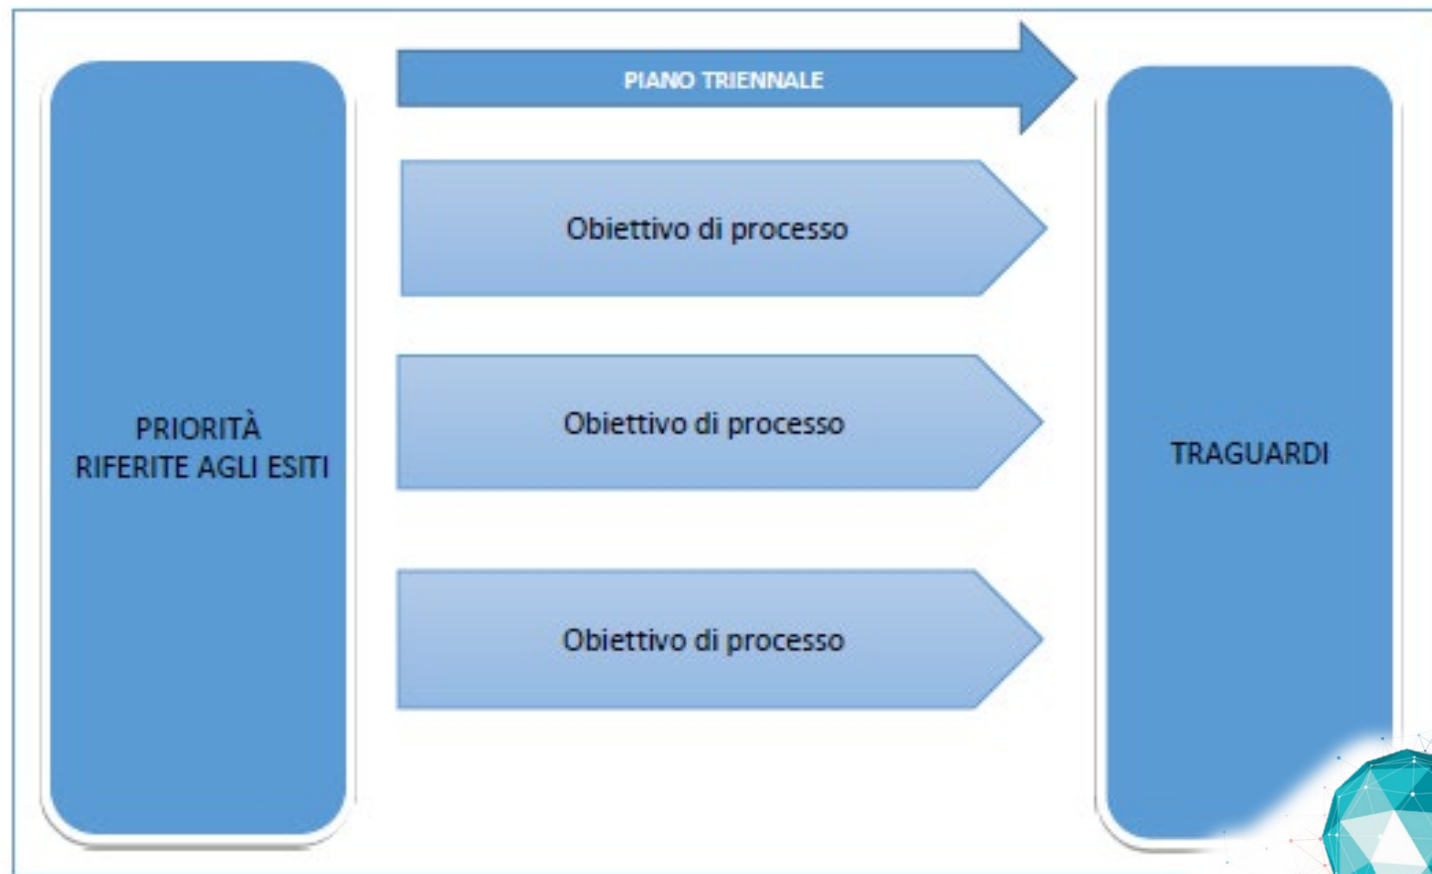 PIANO TRIENNALE
Obiettivo di processo
Obiettivo di processo
Obiettivo di processo
PRIORITÀ
RIFERITE AGLI ESITI
TRAGUARDI